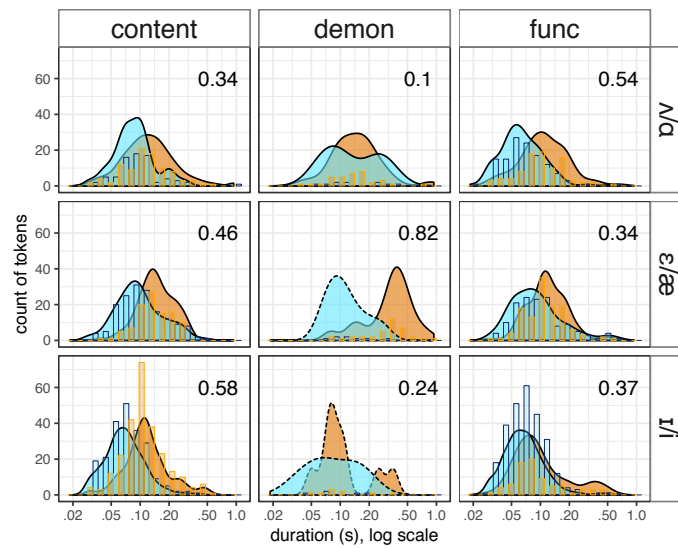 content demon func
60 0.34 0.1 0.54 ʌ/ɑ
40
20
0
60 0.46 0.82 0.34 ɛ/æ
40
20
0
60 0.58 0.24 0.37 ɪ/i
40
20
0
count of tokens
.02 .05 .10 .20 .50 1.0 .02 .05 .10 .20 .50 1.0 .02 .05 .10 .20 .50 1.0
duration (s), log scale